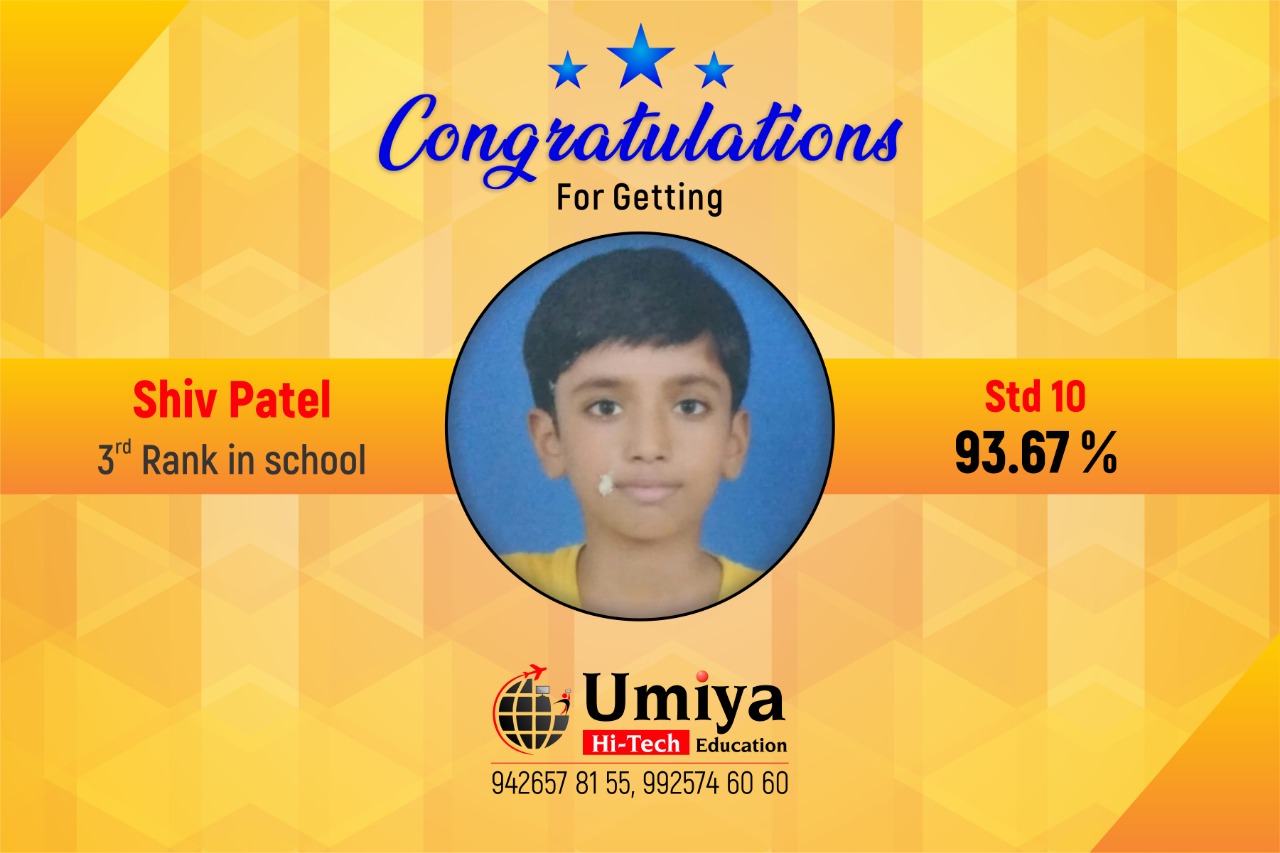 Congratulations
For Getting
Shiv Patel
3rd Rank in school
Std 10
93.67 %
Umiya
Hi-Tech Education
942657 81 55, 992574 60 60